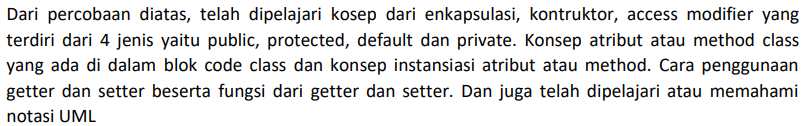 Dari percobaan diatas, telah dipelajari kosep dari enkapsulasi, kontruktor, access modifier yang
terdiri dari 4 jenis yaitu public, protected, default dan private. Konsep atribut atau method class
yang ada di dalam blok code class dan konsep instansiasi atribut atau method. Cara penggunaan
getter dan setter beserta fungsi dari getter dan setter. Dan juga telah dipelajari atau memahami
notasi UML